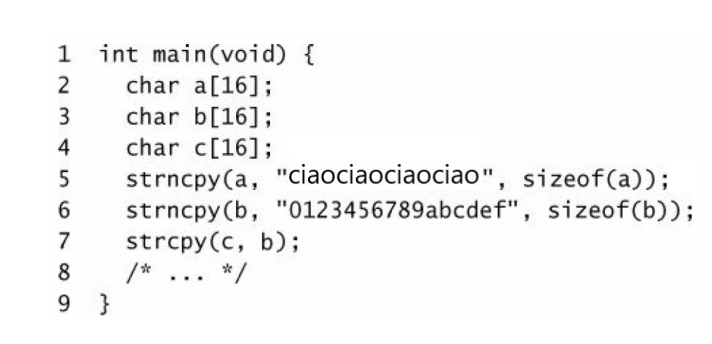 1 int main(void) {
2 char a[16];
3 char b[16];
4 char c[16];
5 strncpy(a, "ciaociaociaociao", sizeof(a));
6 strncpy(b, "0123456789abcdef", sizeof(b));
7 strcpy(c, b);
8 /* ... */
9 }